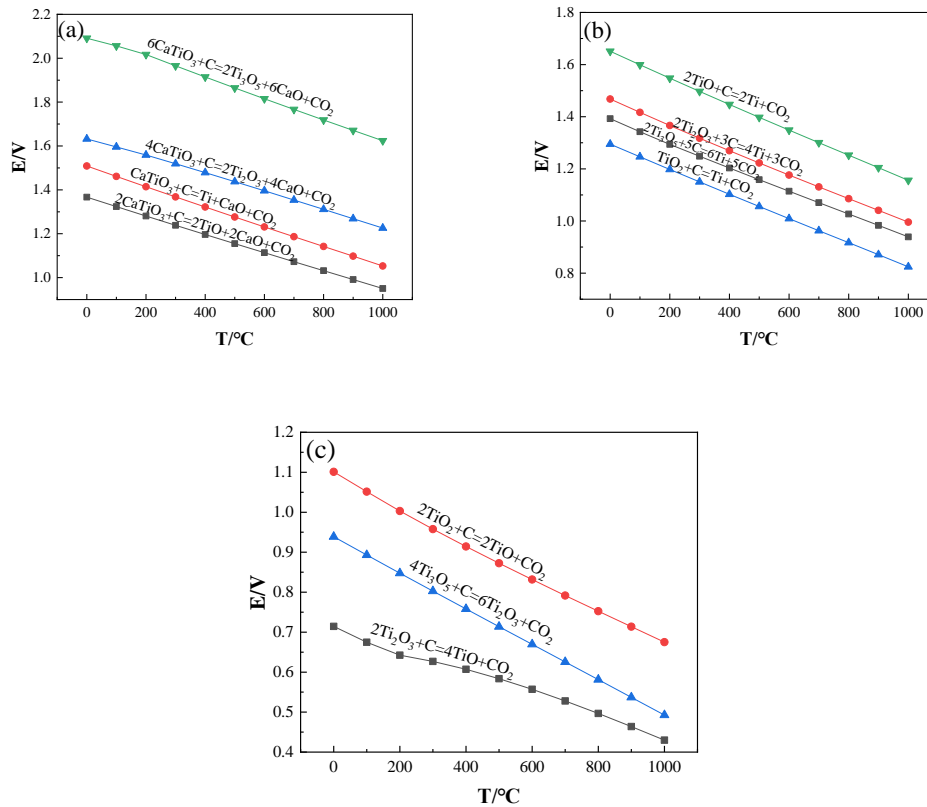 (a)
2.2
2.0
1.8
1.6
1.4
1.2
1.0
E/V
6CaTiO₃+C=2Ti₃O₅+6CaO+CO₂
4CaTiO₃+C=2Ti₂O₃+4CaO+CO₂
CaTiO₃+C=Ti+CaO+CO₂
2CaTiO₃+C=2TiO+2CaO+CO₂
0 200 400 600 800 1000
T/°C
(b)
1.8
1.6
1.4
1.2
1.0
0.8
E/V
2TiO+C=2Ti+CO₂
2Ti₂O₃+3C=4Ti+3CO₂
2Ti₃O₅+5C=6Ti+5CO₂
TiO₂+C=Ti+CO₂
0 200 400 600 800 1000
T/°C
(c)
1.2
1.1
1.0
0.9
0.8
0.7
0.6
0.5
0.4
E/V
2TiO₂+C=2TiO+CO₂
4Ti₃O₅+C=6Ti₂O₃+CO₂
2Ti₂O₃+C=4TiO+CO₂
0 200 400 600 800 1000
T/°C